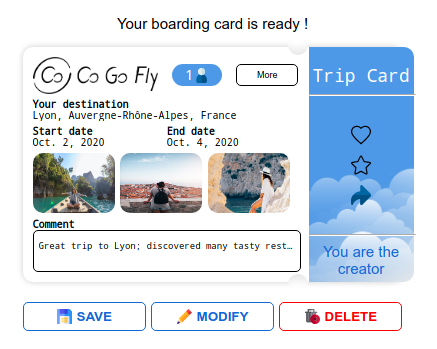 Your boarding card is ready !
Co Go Fly
1
More
Trip Card
Your destination
Lyon, Auvergne-Rhône-Alpes, France
Start date
Oct. 2, 2020
End date
Oct. 4, 2020
Comment
Great trip to Lyon; discovered many tasty rest…
You are the
creator
SAVE
MODIFY
DELETE